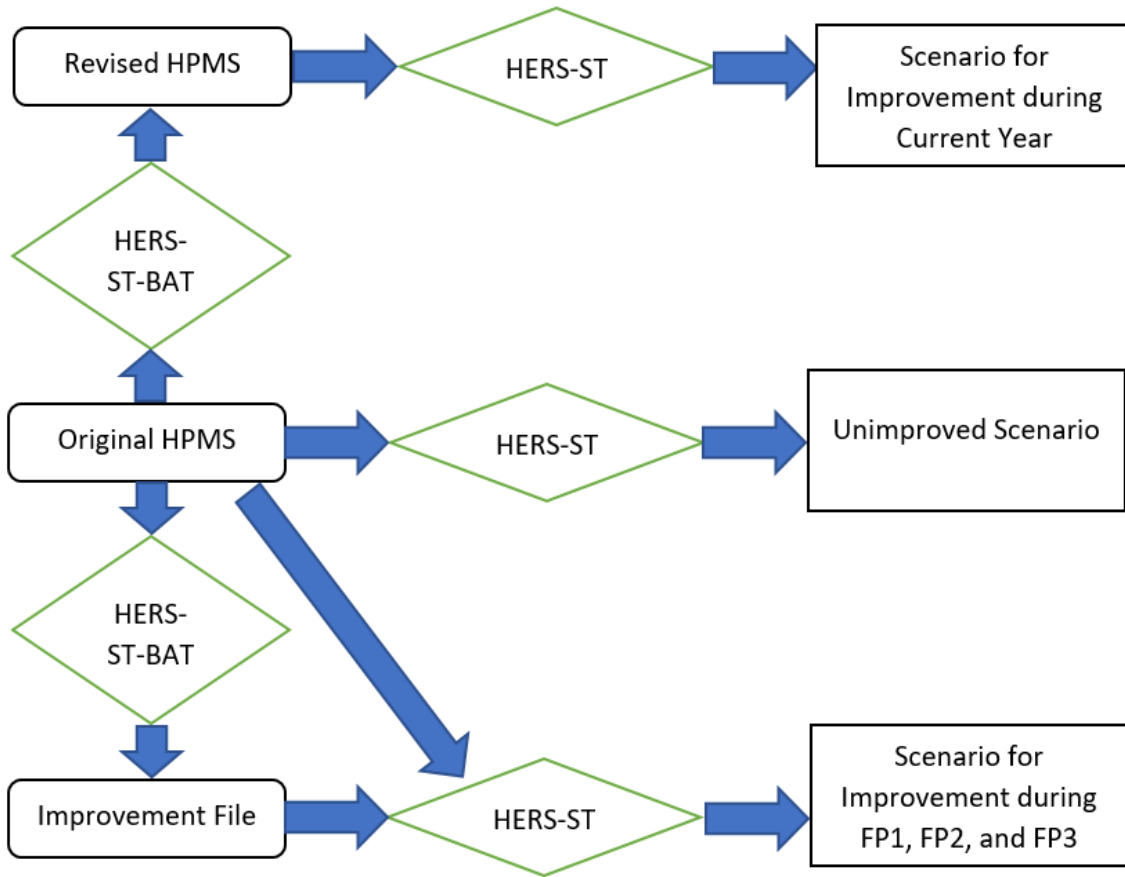 Revised HPMS
HERS-ST
Scenario for
Improvement during
Current Year
HERS-
ST-BAT
Original HPMS
HERS-ST
Unimproved Scenario
HERS-
ST-BAT
Improvement File
HERS-ST
Scenario for
Improvement during
FP1, FP2, and FP3